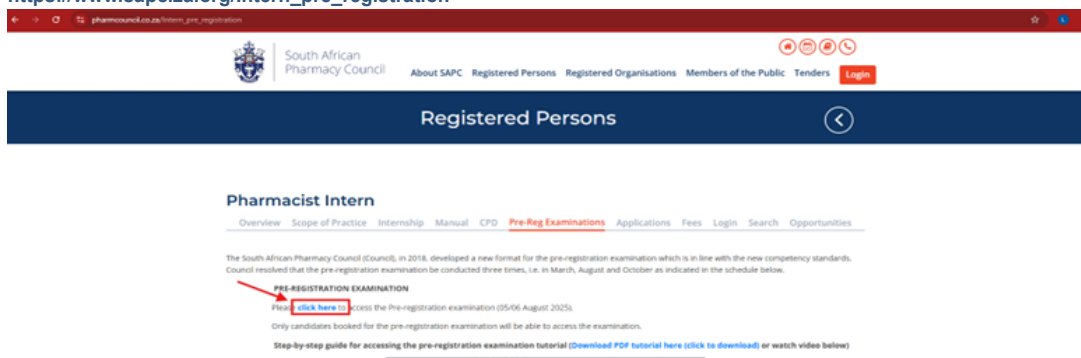 pharmcouncil.co.za/Intern_pre_registration
South African
Pharmacy Council
About SAPC Registered Persons Registered Organisations Members of the Public Tenders Login
Registered Persons
Pharmacist Intern
Overview Scope of Practice Internship Manual CPD Pre-Reg Examinations Applications Fees Login Search Opportunities
The South African Pharmacy Council (Council), in 2018, developed a new format for the pre-registration examination which is in line with the new competency standards.
Council resolved that the pre-registration examination be conducted three times, i.e. in March, August and October as indicated in the schedule below.
PRE-REGISTRATION EXAMINATION
Please click here to access the Pre-registration examination (05/06 August 2025).
Only candidates booked for the pre-registration examination will be able to access the examination.
Step-by-step guide for accessing the pre-registration examination tutorial (Download PDF tutorial here (click to download) or watch video below)